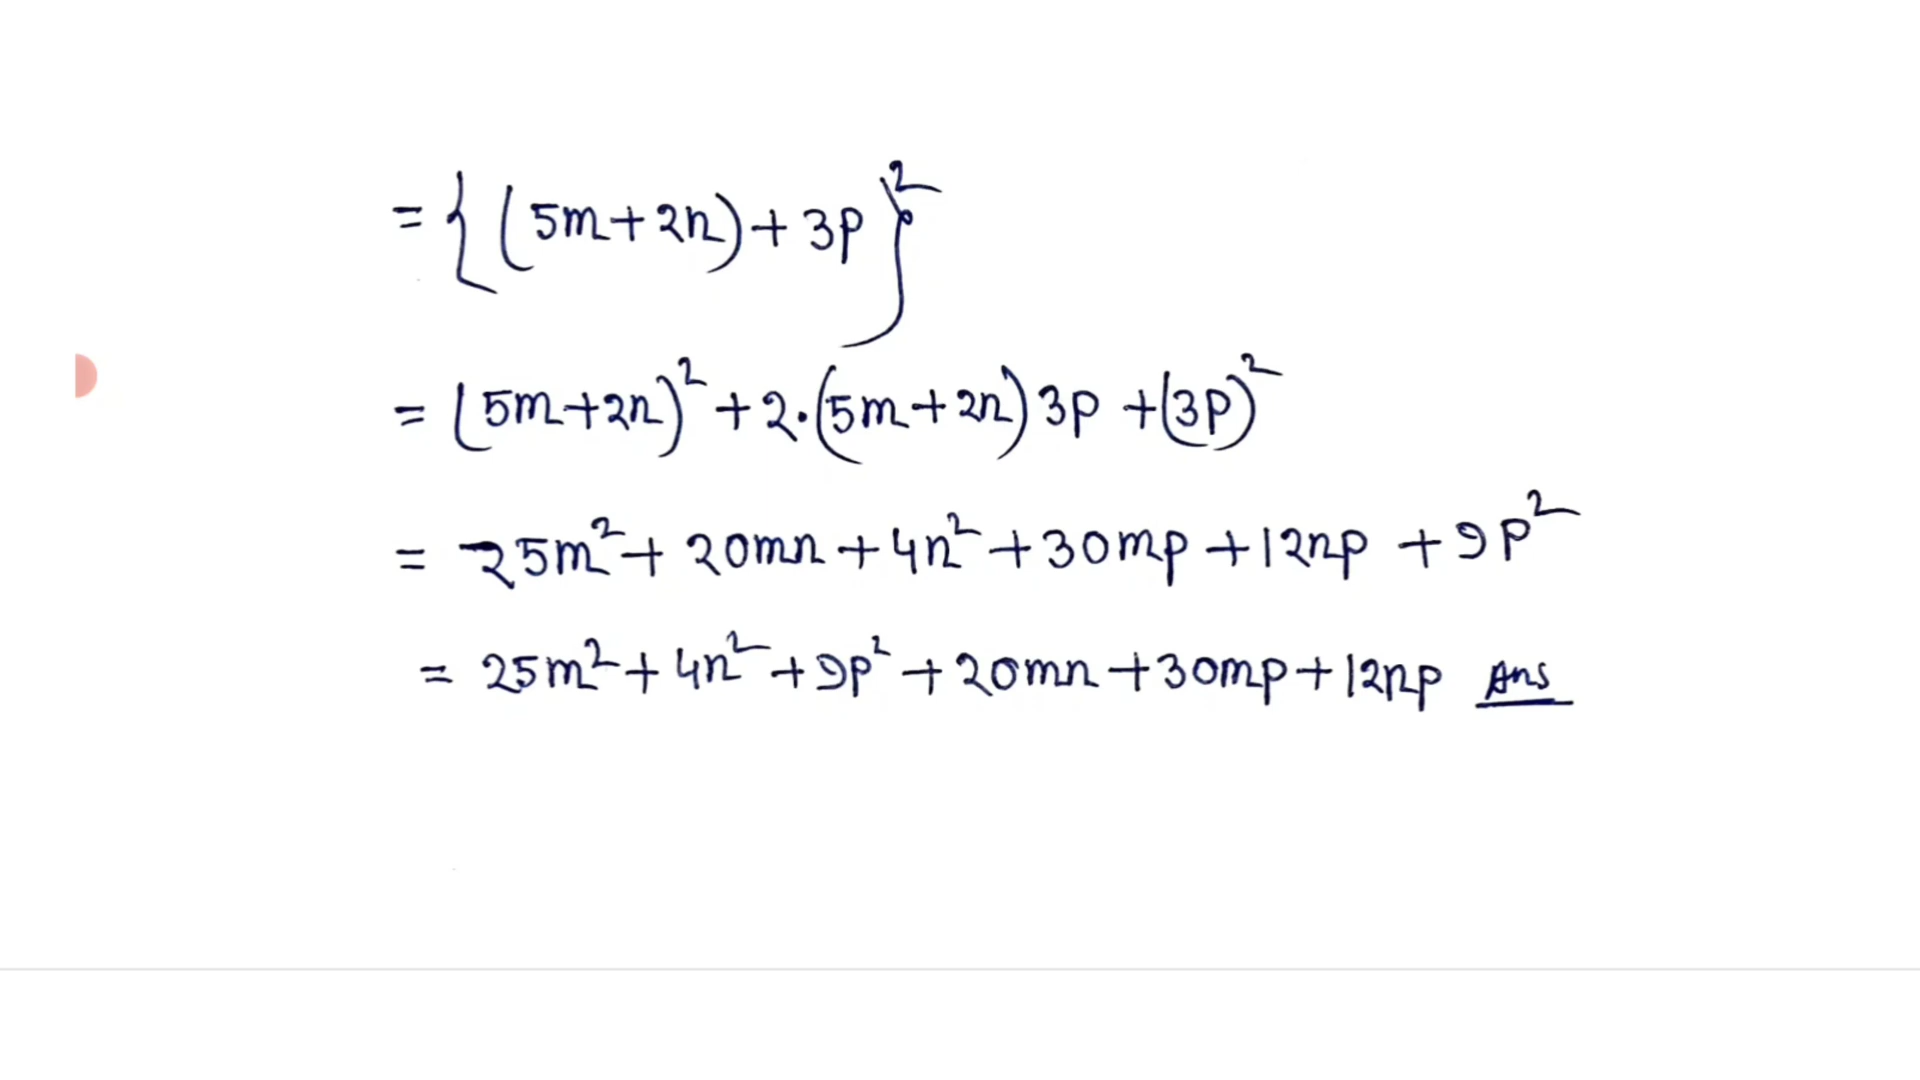 = {(5m+2n)+3p}²
= (5m+2n)²+2·(5m+2n)3p+(3p)²
= 25m²+20mn+4n²+30mp+12np+9p²
= 25m²+4n²+9p²+20mn+30mp+12np Ans